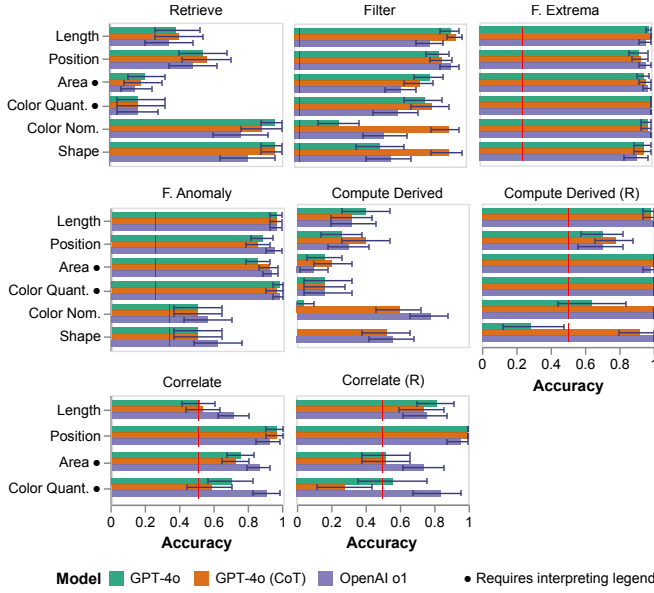 Retrieve Filter F. Extrema
Length
Position
Area ●
Color Quant. ●
Color Nom.
Shape
F. Anomaly Compute Derived Compute Derived (R)
Length
Position
Area ●
Color Quant. ●
Color Nom.
Shape
0 0.2 0.4 0.6 0.8 1
Accuracy
Correlate Correlate (R)
Length
Position
Area ●
Color Quant. ●
0 0.2 0.4 0.6 0.8 1 0 0.2 0.4 0.6 0.8 1
Accuracy Accuracy
Model GPT-4o GPT-4o (CoT) OpenAI o1 ● Requires interpreting legend